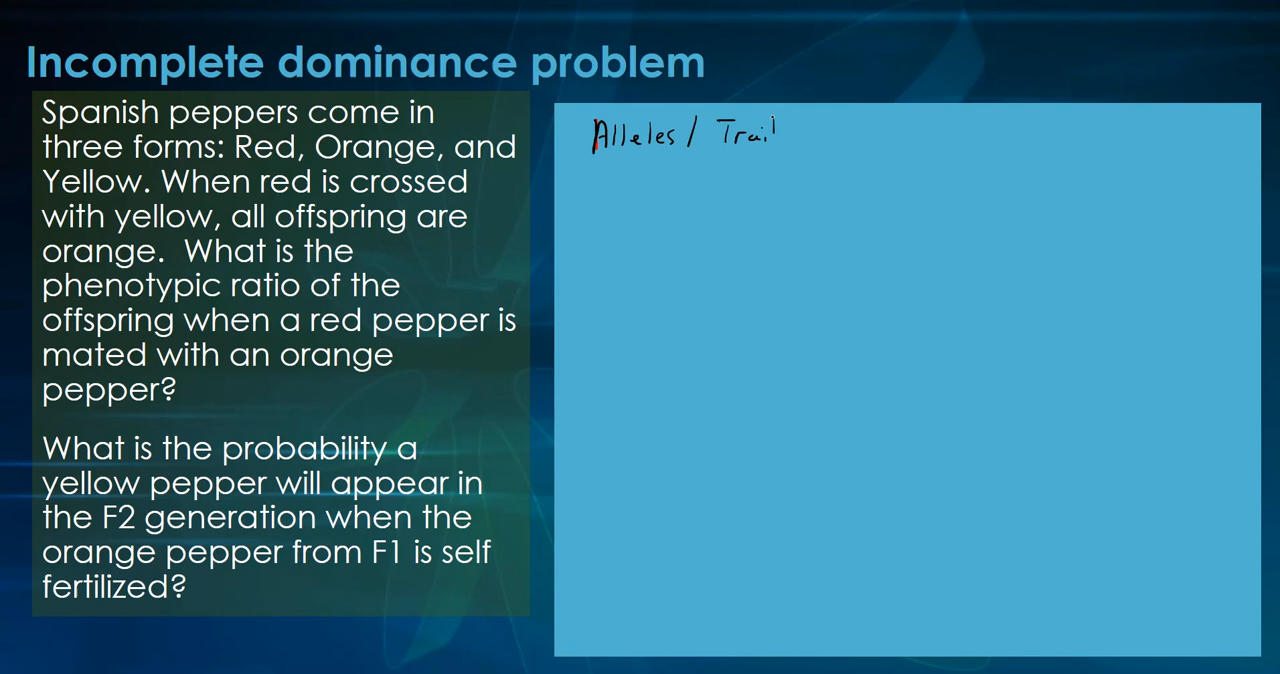 Incomplete dominance problem
Spanish peppers come in
three forms: Red, Orange, and
Yellow. When red is crossed
with yellow, all offspring are
orange.  What is the
phenotypic ratio of the
offspring when a red pepper is
mated with an orange
pepper?
What is the probability a
yellow pepper will appear in
the F2 generation when the
orange pepper from F1 is self
fertilized?
Alleles / Trai